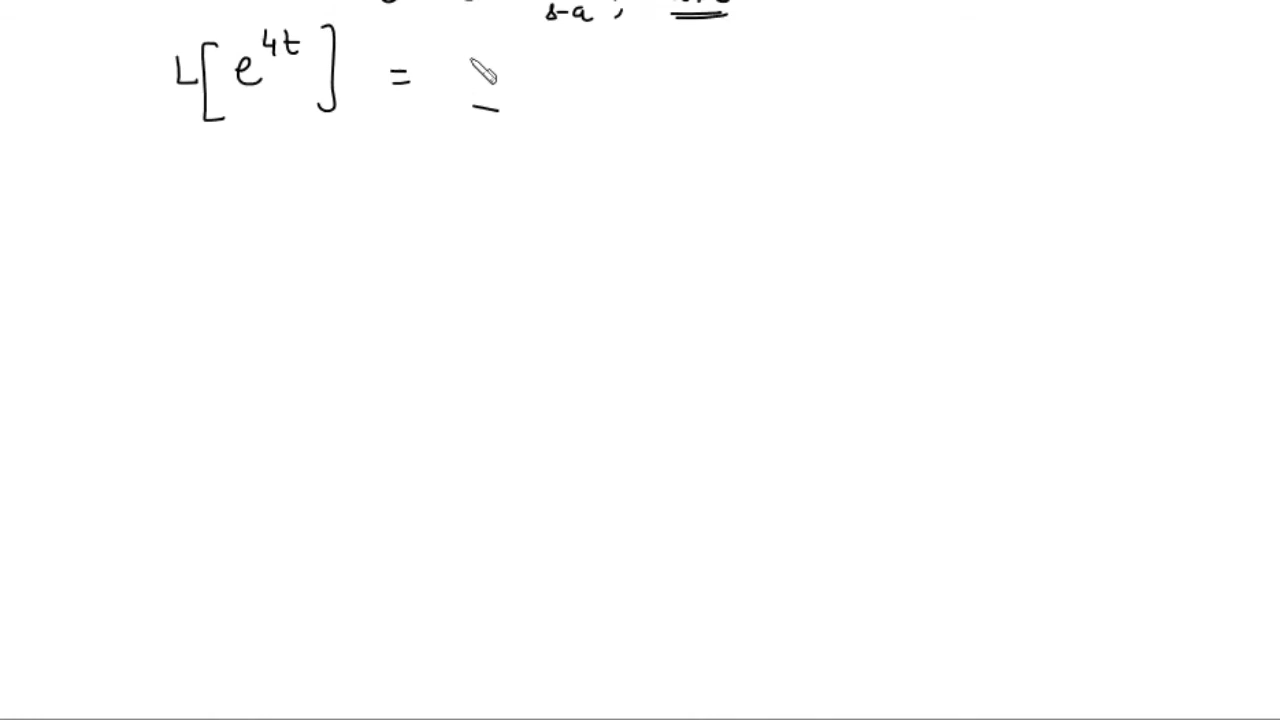 s-a ,
L[e^{4t}] = —